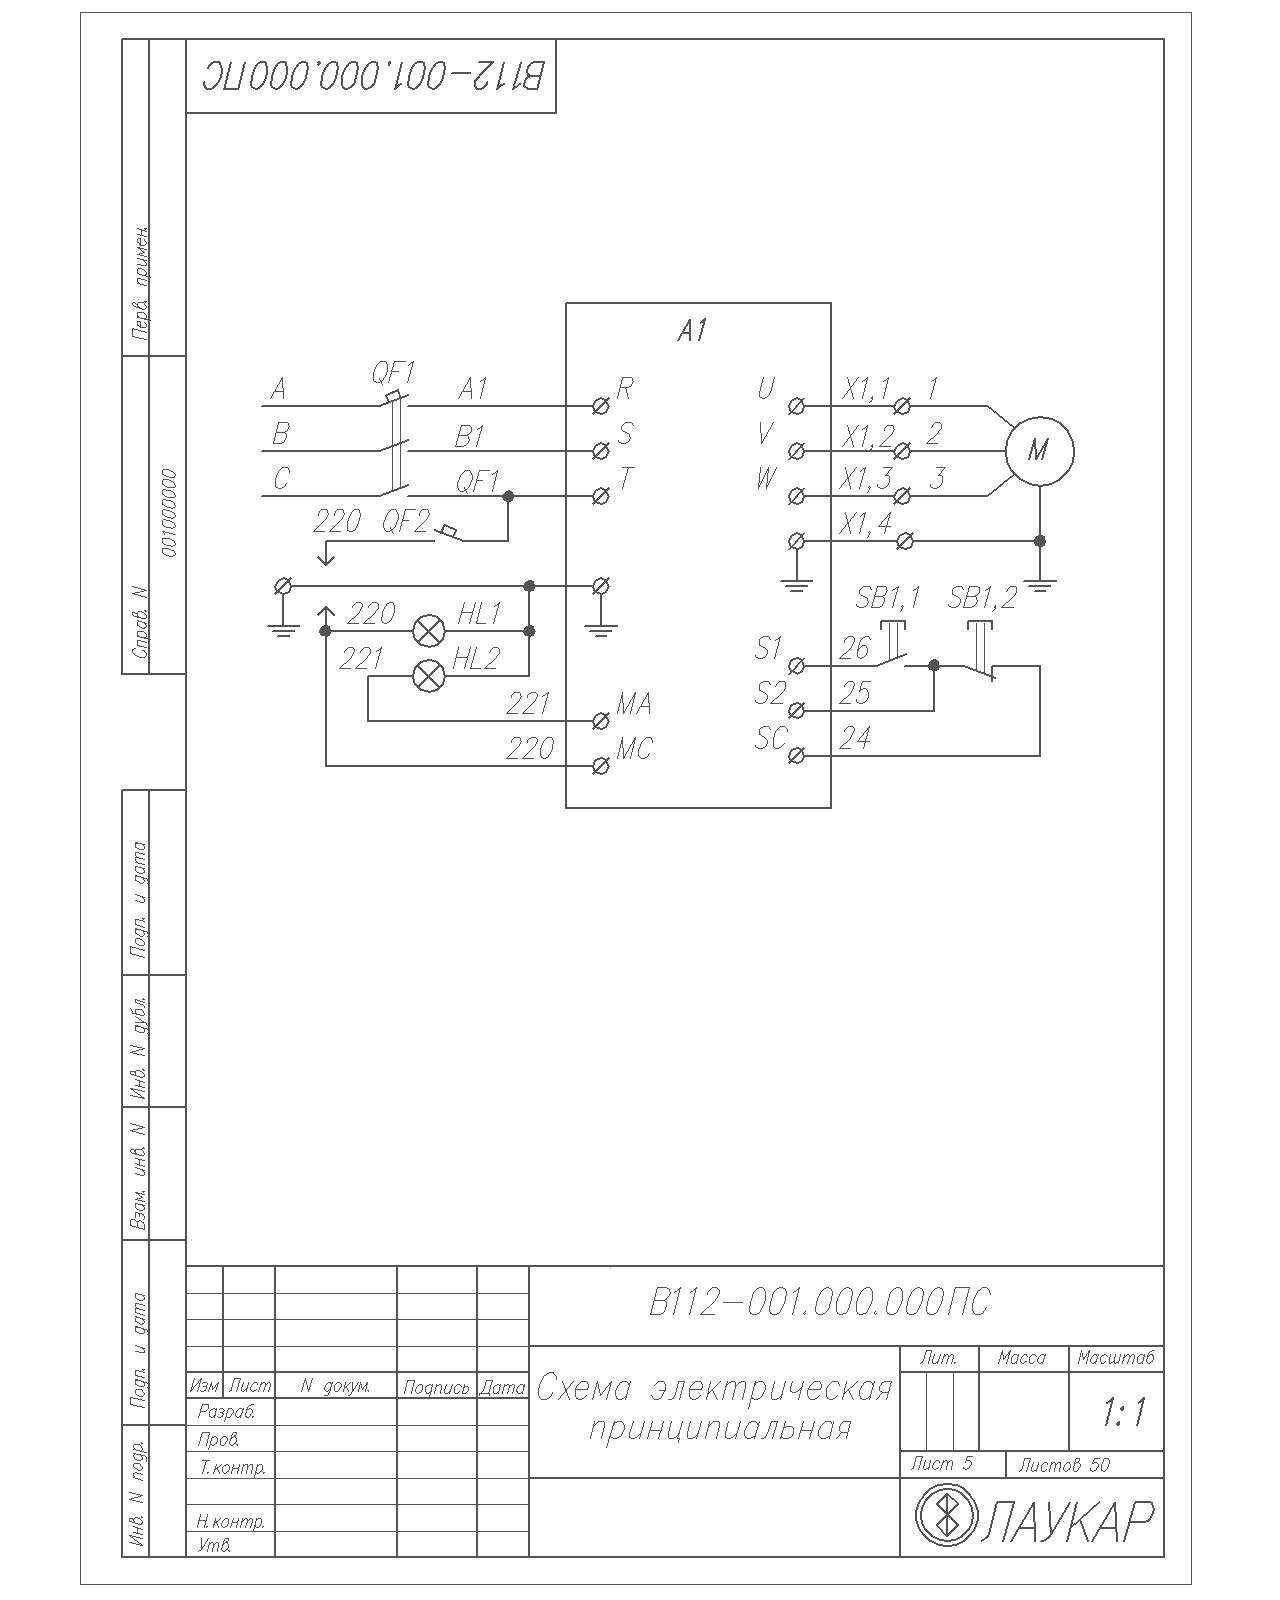 В112-001.000.000ПС
Перв. примен.
Справ. N
001000000
Подп. и дата
Инв. N дубл.
Взам. инв. N
Подп. и дата
Инв. N подр.
A1
A
QF1
A1
R
U
X1,1
1
B
B1
S
V
X1,2
2
M
C
QF1
T
W
X1,3
3
220
QF2
X1,4
220
HL1
SB1,1
SB1,2
221
HL2
S1
26
221
MA
S2
25
220
MC
SC
24
В112-001.000.000ПС
Лит.
Масса
Масштаб
Изм
Лист
N докум.
Подпись
Дата
Схема электрическая
принципиальная
1:1
Разраб.
Пров.
Т.контр.
Лист 5
Листов 50
Н.контр.
Утв.
ЛАУКАР